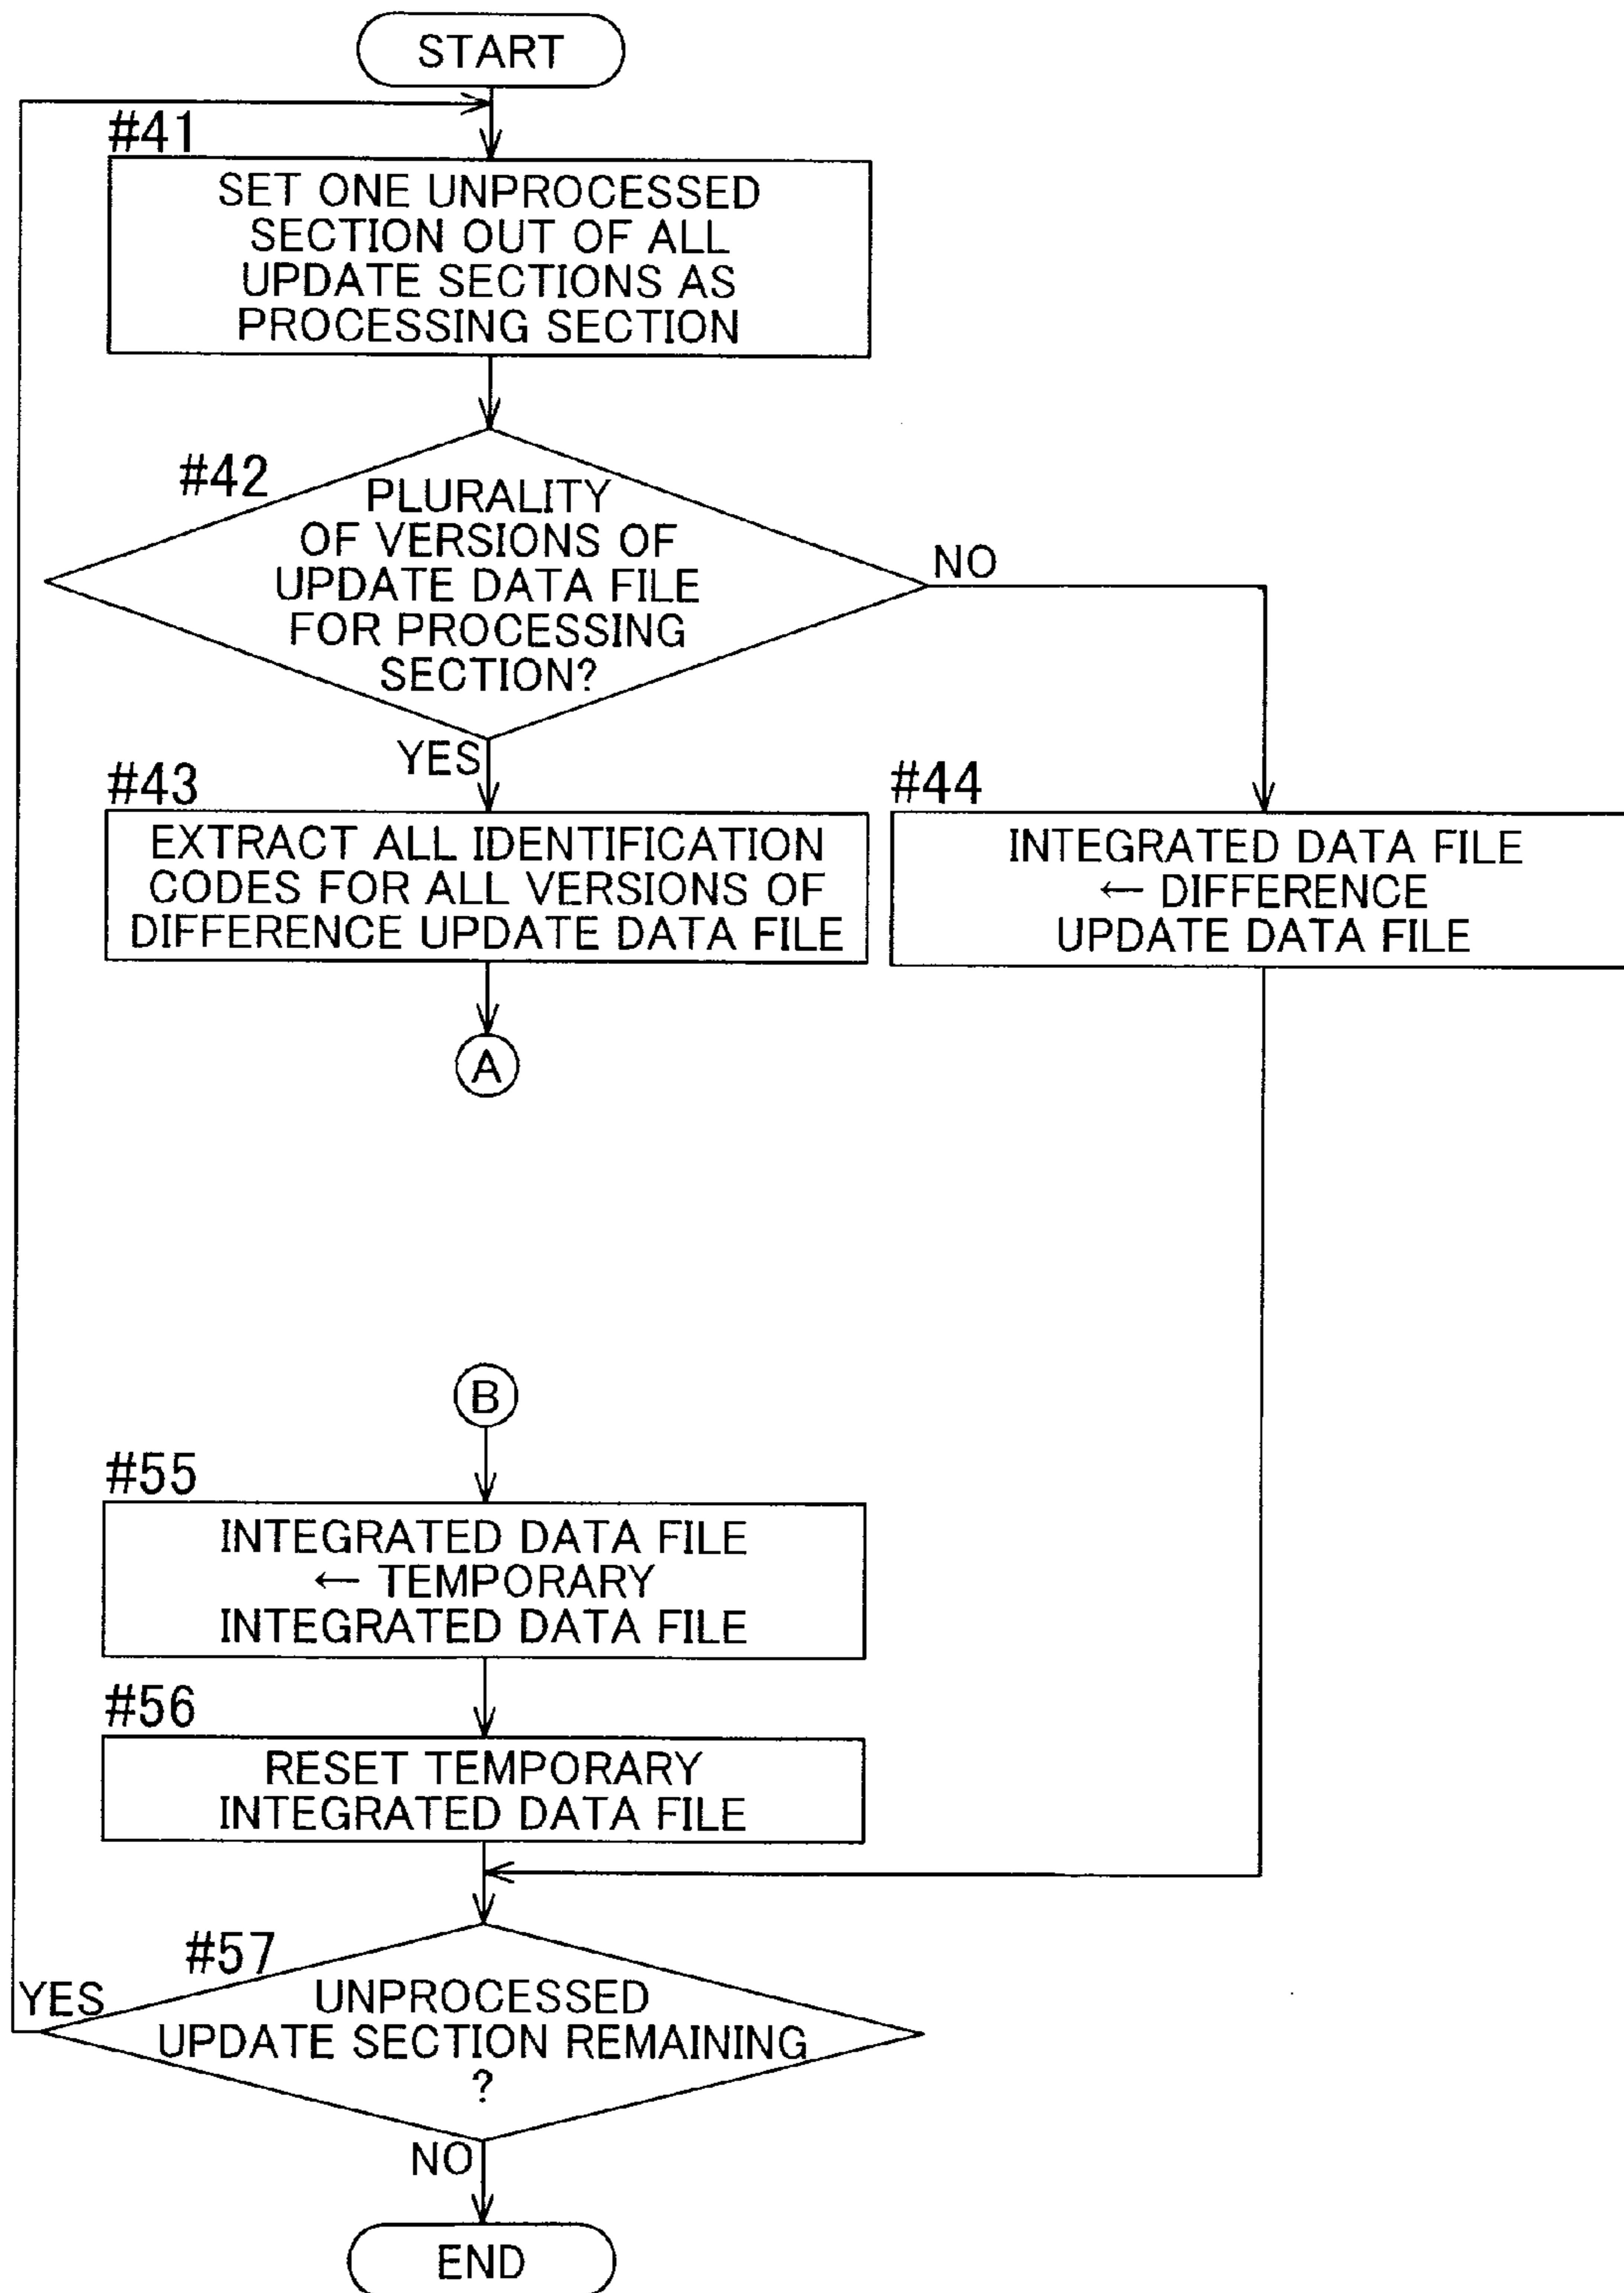 START
#41
SET ONE UNPROCESSED
SECTION OUT OF ALL
UPDATE SECTIONS AS
PROCESSING SECTION
#42
PLURALITY
OF VERSIONS OF
UPDATE DATA FILE
FOR PROCESSING
SECTION?
NO
YES
#43
EXTRACT ALL IDENTIFICATION
CODES FOR ALL VERSIONS OF
DIFFERENCE UPDATE DATA FILE
#44
INTEGRATED DATA FILE
← DIFFERENCE
UPDATE DATA FILE
A
B
#55
INTEGRATED DATA FILE
← TEMPORARY
INTEGRATED DATA FILE
#56
RESET TEMPORARY
INTEGRATED DATA FILE
#57
YES
UNPROCESSED
UPDATE SECTION REMAINING
?
NO
END